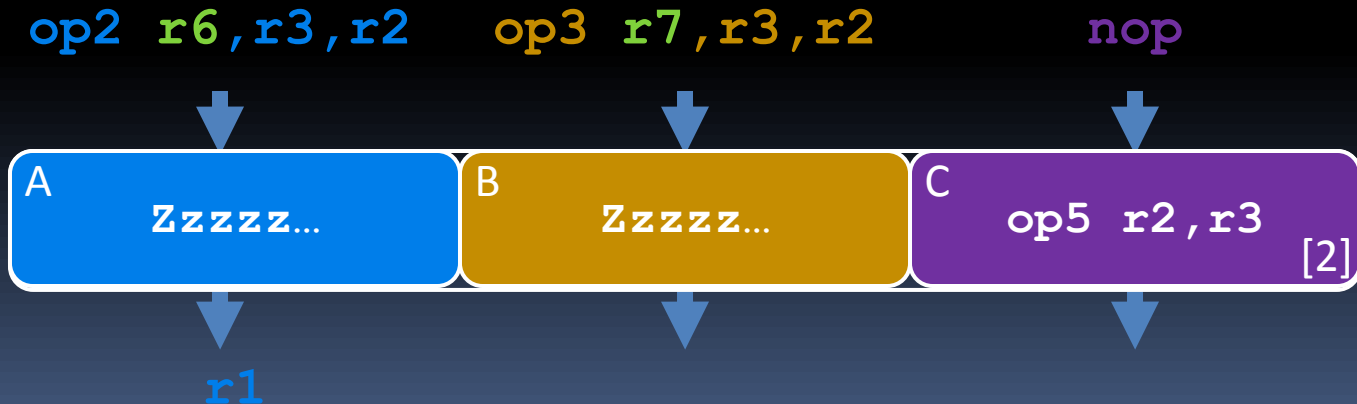 op2 r6,r3,r2 op3 r7,r3,r2 nop
A B C
Zzzzz… Zzzzz… op5 r2,r3
[2]
r1